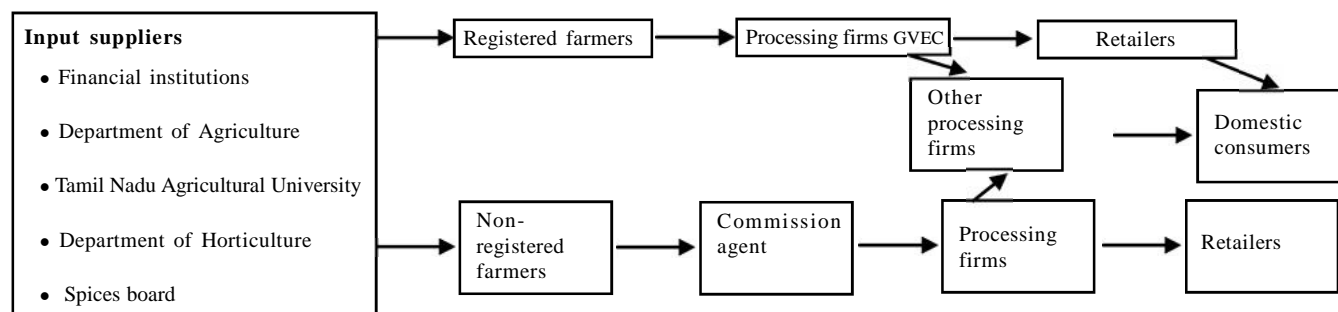 Input suppliers
• Financial institutions
• Department of Agriculture
• Tamil Nadu Agricultural University
• Department of Horticulture
• Spices board
Registered farmers
Processing firms GVEC
Retailers
Other
processing
firms
Domestic
consumers
Non-
registered
farmers
Commission
agent
Processing
firms
Retailers